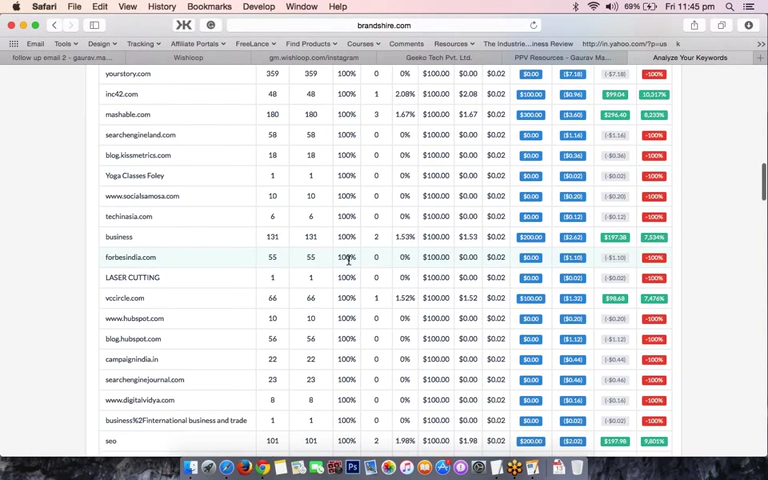 Safari File Edit View History Bookmarks Develop Window Help 69% Fri 11:45 pm
brandshire.com
Email Tools Design Tracking Affiliate Portals FreeLance Find Products Courses Comments Resources The Industrie...iness Review http://in.yahoo.com/?p=us k
follow up email 2 - gaurav.ma... Wishloop gm.wishloop.com/instagram Geeko Tech Pvt. Ltd. PPV Resources - Gaurav Ma... Analyze Your Keywords
yourstory.com 359 359 100% 0 0% $100.00 $0.00 $0.02 $0.00 ($7.18) (-$7.18) -100%
inc42.com 48 48 100% 1 2.08% $100.00 $2.08 $0.02 $100.00 ($0.96) $99.04 10,317%
mashable.com 180 180 100% 3 1.67% $100.00 $1.67 $0.02 $300.00 ($3.60) $296.40 8,233%
searchengineland.com 58 58 100% 0 0% $100.00 $0.00 $0.02 $0.00 ($1.16) (-$1.16) -100%
blog.kissmetrics.com 18 18 100% 0 0% $100.00 $0.00 $0.02 $0.00 ($0.36) (-$0.36) -100%
Yoga Classes Foley 1 1 100% 0 0% $100.00 $0.00 $0.02 $0.00 ($0.02) (-$0.02) -100%
www.socialsamosa.com 10 10 100% 0 0% $100.00 $0.00 $0.02 $0.00 ($0.20) (-$0.20) -100%
techinasia.com 6 6 100% 0 0% $100.00 $0.00 $0.02 $0.00 ($0.12) (-$0.12) -100%
business 131 131 100% 2 1.53% $100.00 $1.53 $0.02 $200.00 ($2.62) $197.38 7,534%
forbesindia.com 55 55 100% 0 0% $100.00 $0.00 $0.02 $0.00 ($1.10) (-$1.10) -100%
LASER CUTTING 1 1 100% 0 0% $100.00 $0.00 $0.02 $0.00 ($0.02) (-$0.02) -100%
vccircle.com 66 66 100% 1 1.52% $100.00 $1.52 $0.02 $100.00 ($1.32) $98.68 7,476%
www.hubspot.com 10 10 100% 0 0% $100.00 $0.00 $0.02 $0.00 ($0.20) (-$0.20) -100%
blog.hubspot.com 56 56 100% 0 0% $100.00 $0.00 $0.02 $0.00 ($1.12) (-$1.12) -100%
campaignindia.in 22 22 100% 0 0% $100.00 $0.00 $0.02 $0.00 ($0.44) (-$0.44) -100%
searchenginejournal.com 23 23 100% 0 0% $100.00 $0.00 $0.02 $0.00 ($0.46) (-$0.46) -100%
www.digitalvidya.com 8 8 100% 0 0% $100.00 $0.00 $0.02 $0.00 ($0.16) (-$0.16) -100%
business%2Finternational business and trade 1 1 100% 0 0% $100.00 $0.00 $0.02 $0.00 ($0.02) (-$0.02) -100%
seo 101 101 100% 2 1.98% $100.00 $1.98 $0.02 $200.00 ($2.02) $197.98 9,801%